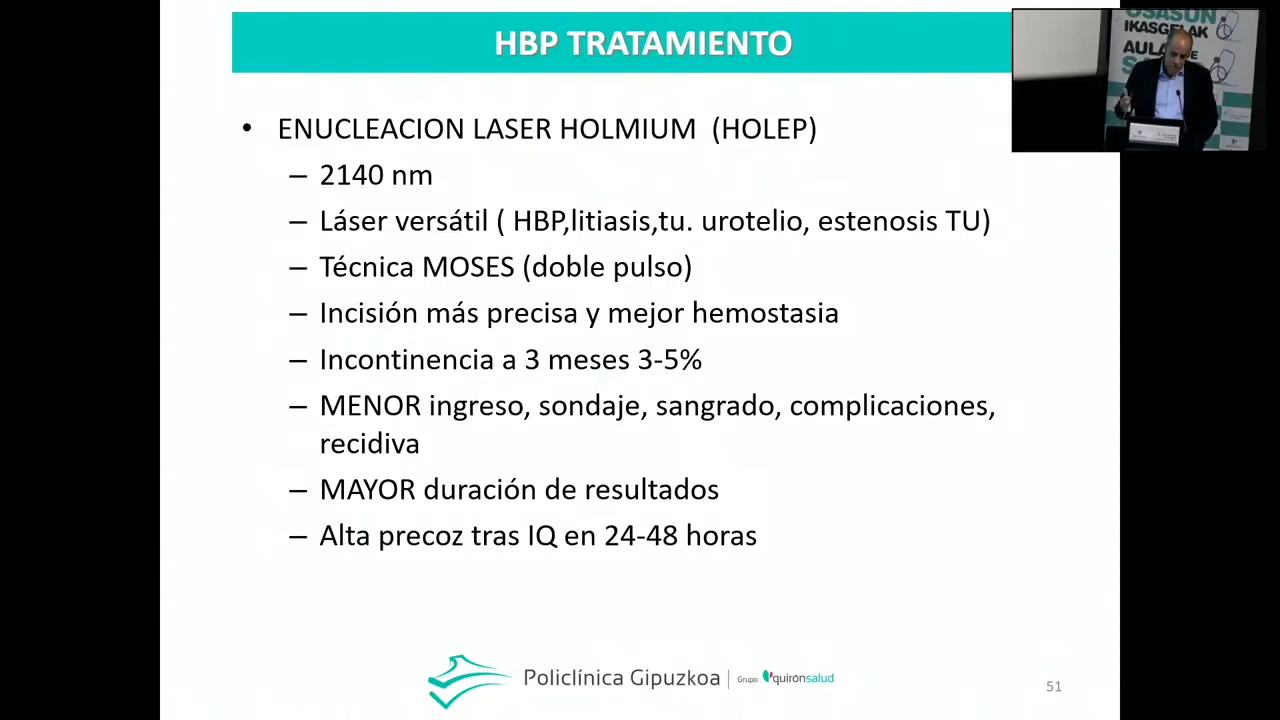 HBP TRATAMIENTO
• ENUCLEACION LASER HOLMIUM (HOLEP)
– 2140 nm
– Láser versátil ( HBP,litiasis,tu. urotelio, estenosis TU)
– Técnica MOSES (doble pulso)
– Incisión más precisa y mejor hemostasia
– Incontinencia a 3 meses 3-5%
– MENOR ingreso, sondaje, sangrado, complicaciones,
recidiva
– MAYOR duración de resultados
– Alta precoz tras IQ en 24-48 horas
Policlínica Gipuzkoa | Grupo quirónsalud
51
OSASUN
IKASGELAK
AULA